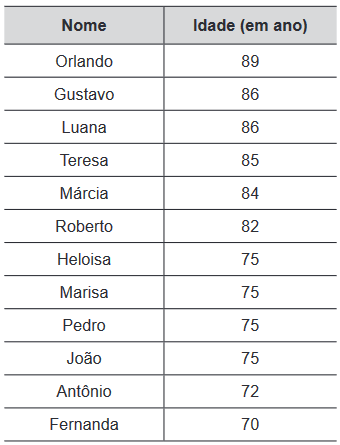 Nome Idade (em ano)
Orlando 89
Gustavo 86
Luana 86
Teresa 85
Márcia 84
Roberto 82
Heloisa 75
Marisa 75
Pedro 75
João 75
Antônio 72
Fernanda 70